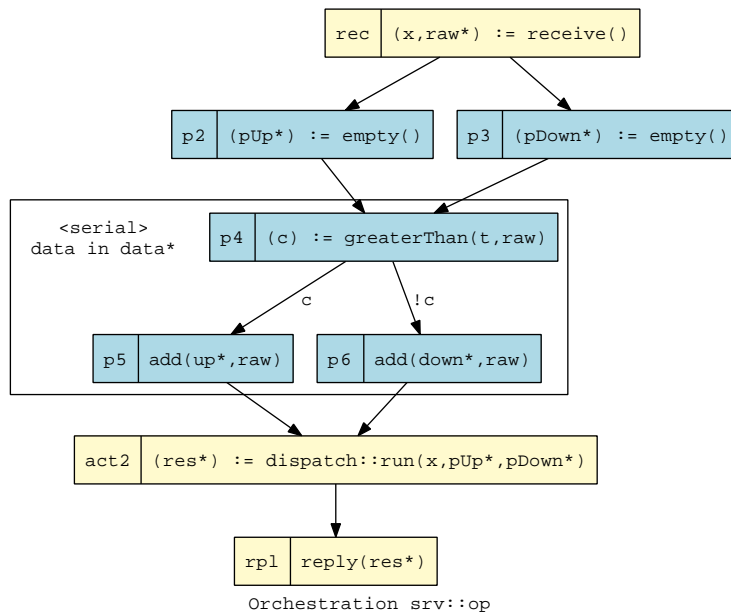 rec (x,raw*) := receive()
p2 (pUp*) := empty()
p3 (pDown*) := empty()
<serial>
data in data*
p4 (c) := greaterThan(t,raw)
c
!c
p5 add(up*,raw)
p6 add(down*,raw)
act2 (res*) := dispatch::run(x,pUp*,pDown*)
rpl reply(res*)
Orchestration srv::op